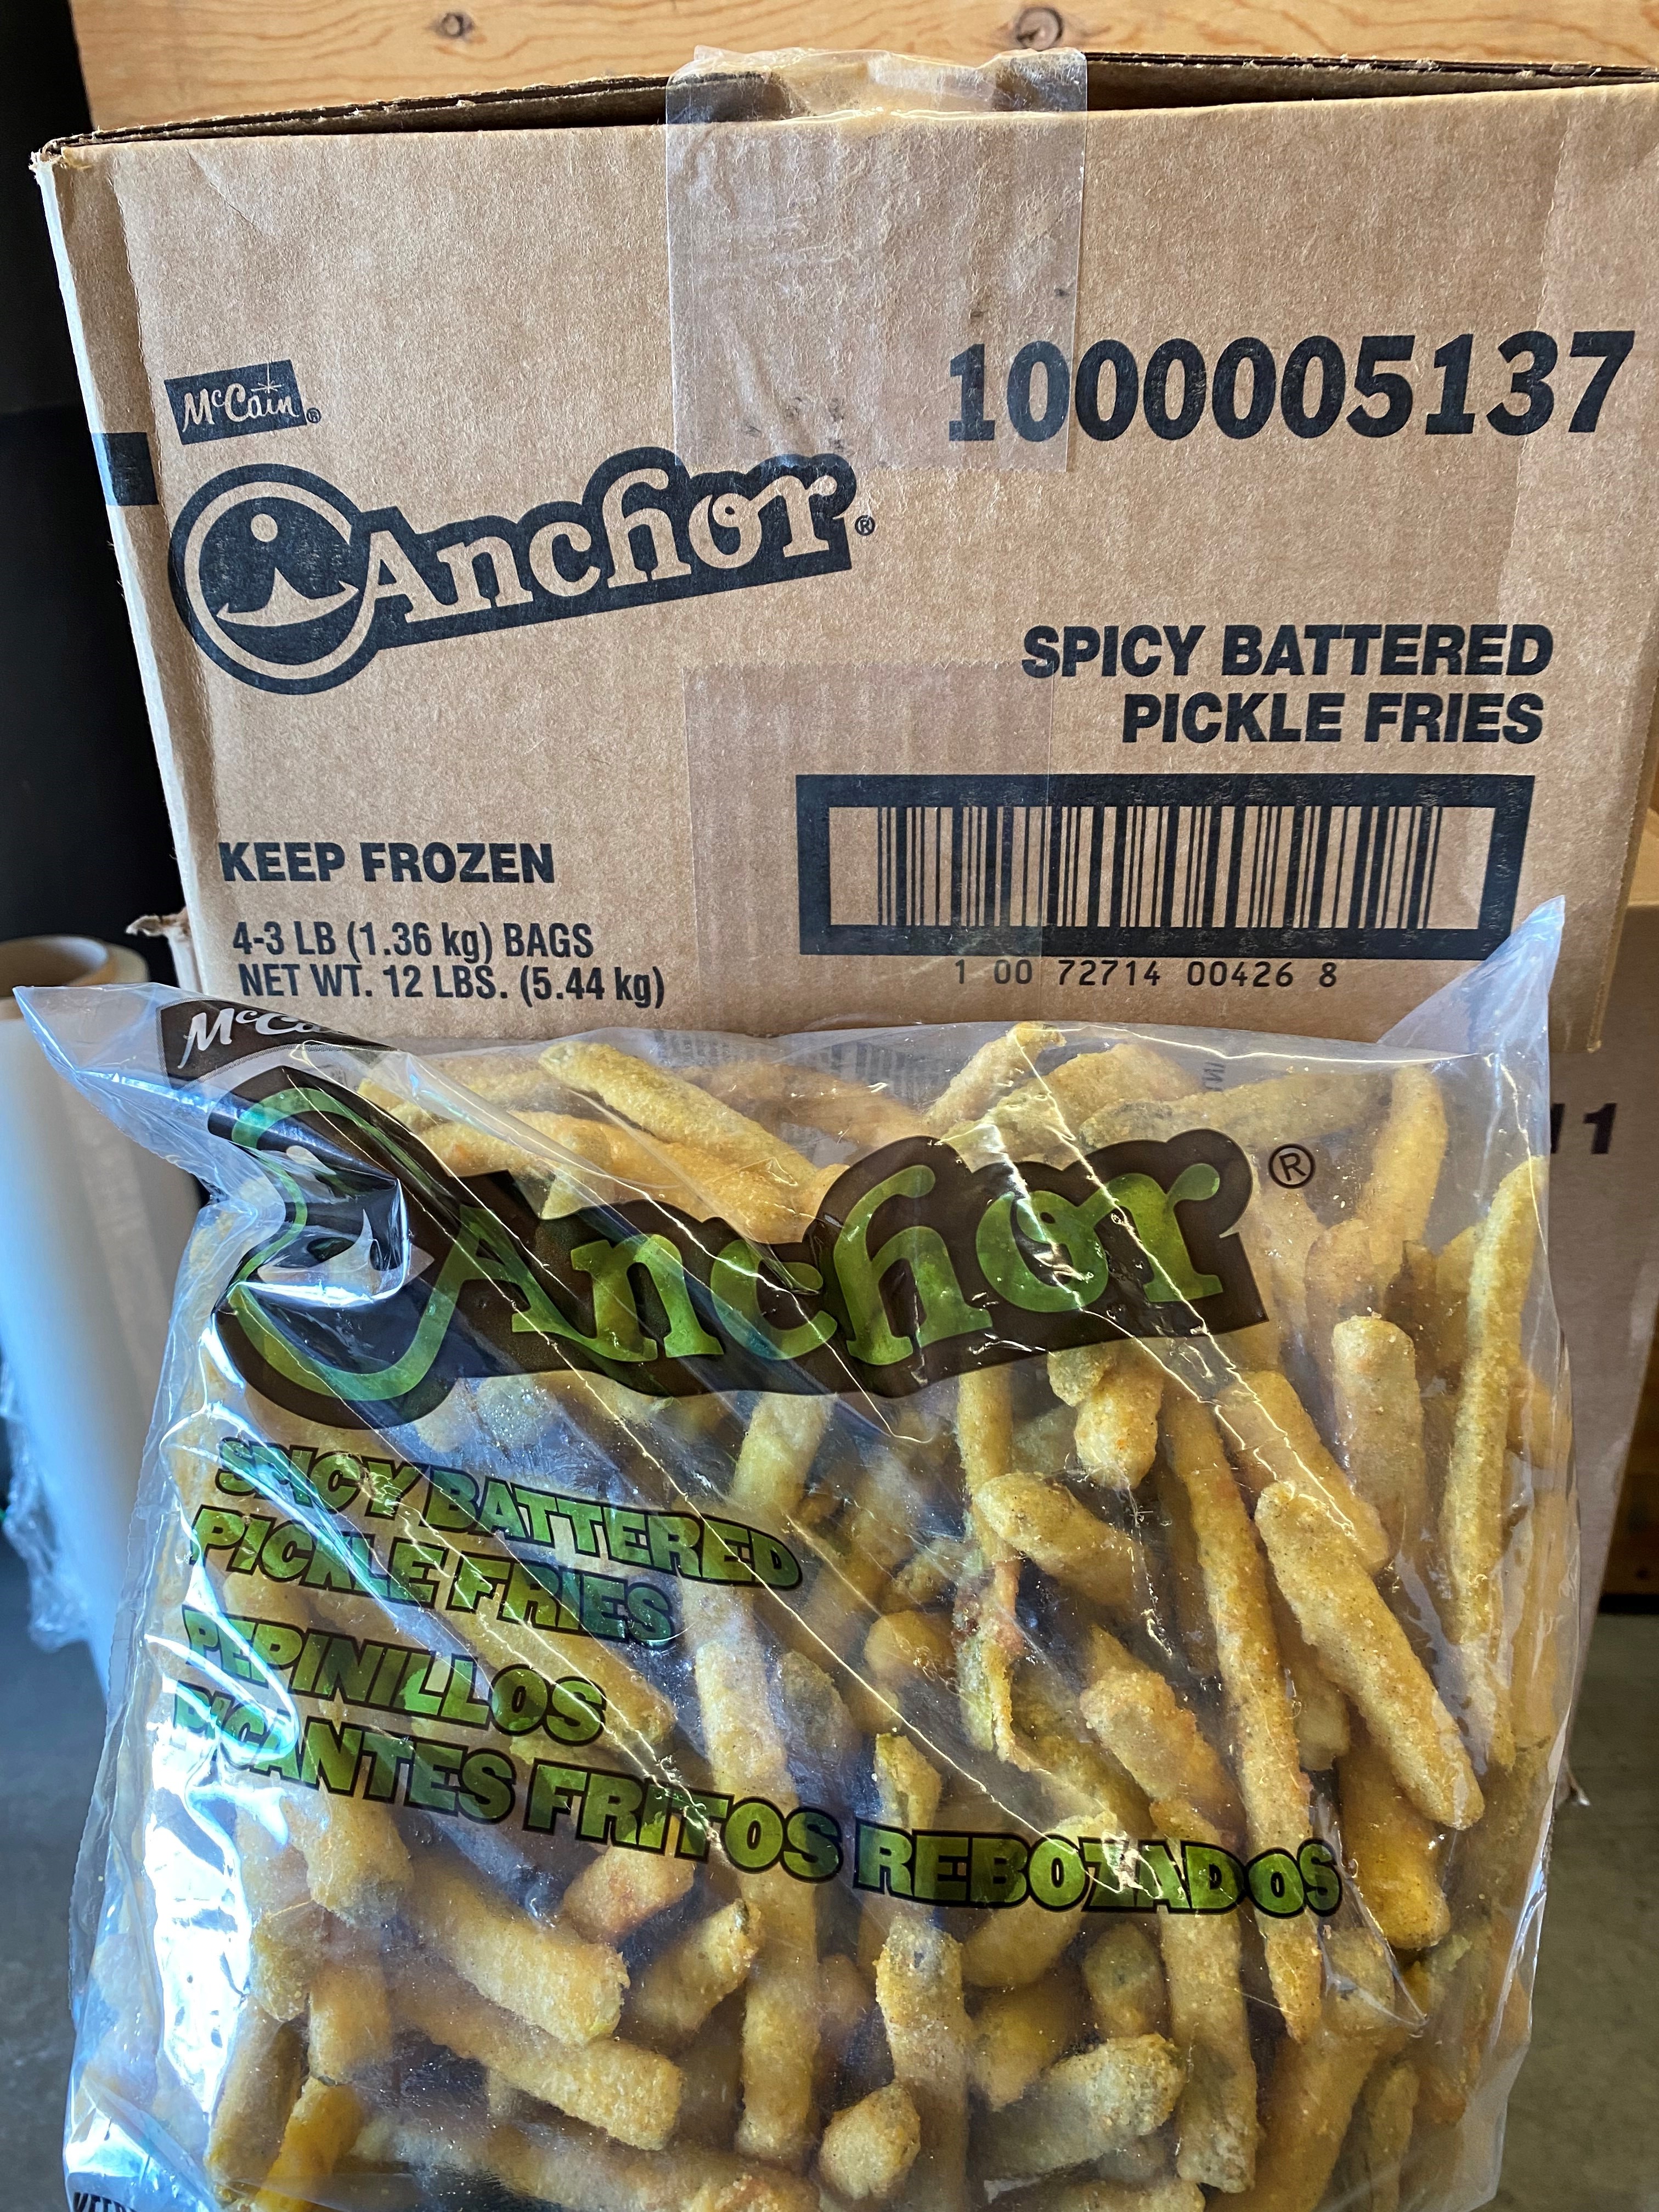 McCain®
1000005137
Anchor®
SPICY BATTERED
PICKLE FRIES
KEEP FROZEN
4-3 LB (1.36 kg) BAGS
NET WT. 12 LBS. (5.44 kg)
1 00 72714 00426 8
Anchor®
SPICY BATTERED
PICKLE FRIES
PEPINILLOS
PICANTES FRITOS REBOZADOS